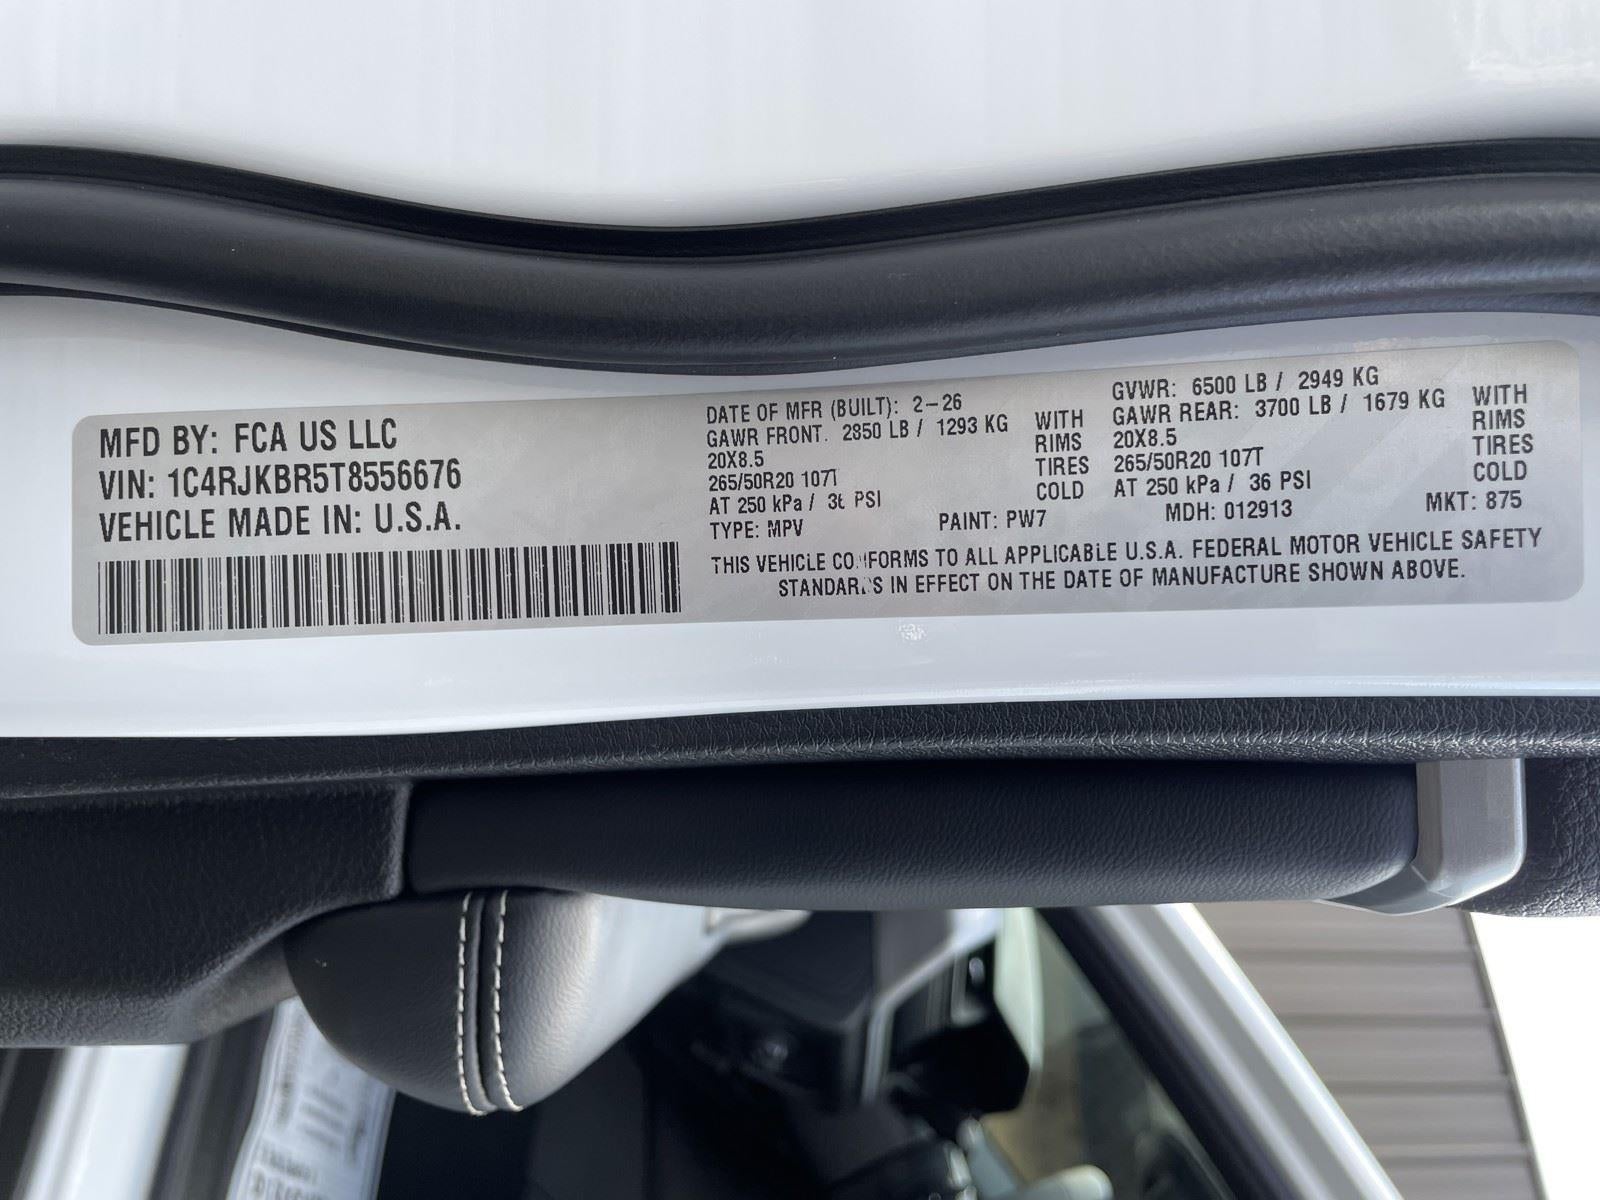 MFD BY: FCA US LLC
VIN: 1C4RJKBR5T8556676
VEHICLE MADE IN: U.S.A.
DATE OF MFR (BUILT): 2-26
GAWR FRONT. 2850 LB / 1293 KG WITH
20X8.5 RIMS
265/50R20 107T TIRES
AT 250 kPa / 36 PSI COLD
TYPE: MPV PAINT: PW7
GVWR: 6500 LB / 2949 KG
GAWR REAR: 3700 LB / 1679 KG WITH
20X8.5 RIMS
265/50R20 107T TIRES
AT 250 kPa / 36 PSI COLD
MDH: 012913 MKT: 875
THIS VEHICLE CONFORMS TO ALL APPLICABLE U.S.A. FEDERAL MOTOR VEHICLE SAFETY
STANDARDS IN EFFECT ON THE DATE OF MANUFACTURE SHOWN ABOVE.